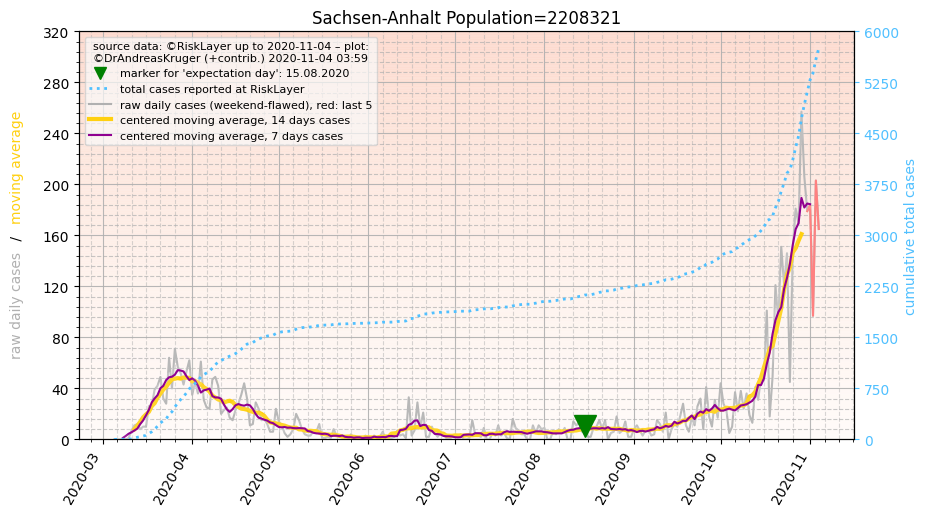 Sachsen-Anhalt Population=2208321
source data: ©RiskLayer up to 2020-11-04 – plot:
©DrAndreasKruger (+contrib.) 2020-11-04 03:59
marker for 'expectation day': 15.08.2020
total cases reported at RiskLayer
raw daily cases (weekend-flawed), red: last 5
centered moving average, 14 days cases
centered moving average, 7 days cases
raw daily cases / moving average
320
280
240
200
160
120
80
40
0
6000
5250
4500
3750
3000
2250
1500
750
0
cumulative total cases
2020-03
2020-04
2020-05
2020-06
2020-07
2020-08
2020-09
2020-10
2020-11